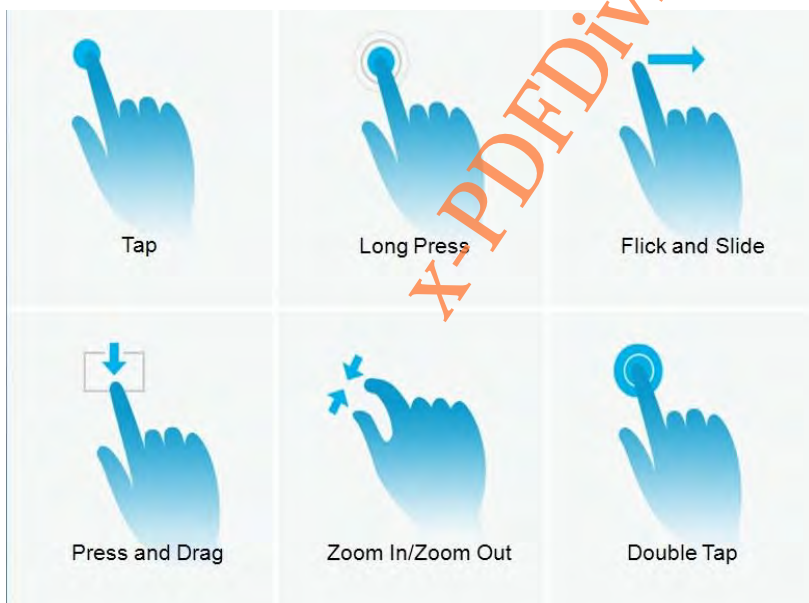 Tap
Long Press
Flick and Slide
x-PDFDiv
Press and Drag
Zoom In/Zoom Out
Double Tap